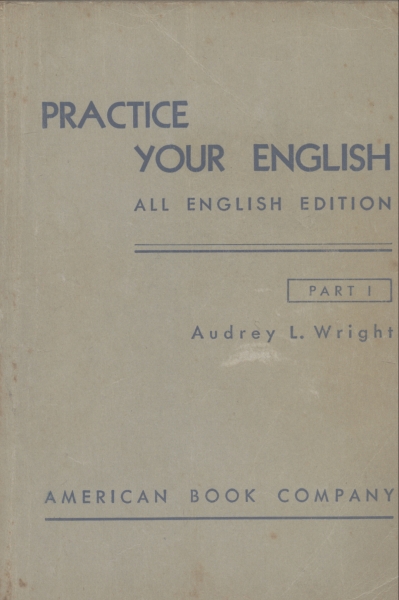 PRACTICE
YOUR ENGLISH
ALL ENGLISH EDITION
PART I
Audrey L. Wright
AMERICAN BOOK COMPANY